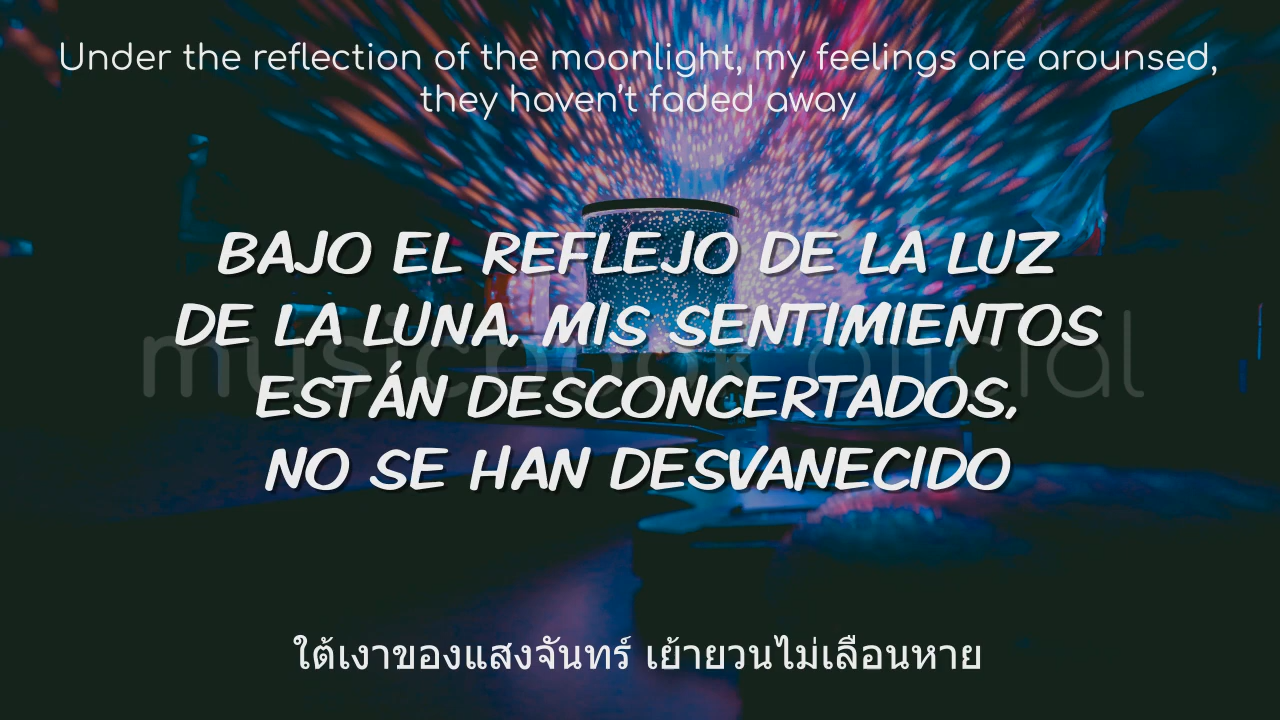 Under the reflection of the moonlight, my feelings are arounsed,
they haven't faded away
BAJO EL REFLEJO DE LA LUZ
DE LA LUNA, MIS SENTIMIENTOS
musicbook oficial
ESTÁN DESCONCERTADOS,
NO SE HAN DESVANECIDO
ใต้เงาของแสงจันทร์ เย้ายวนไม่เลือนหาย